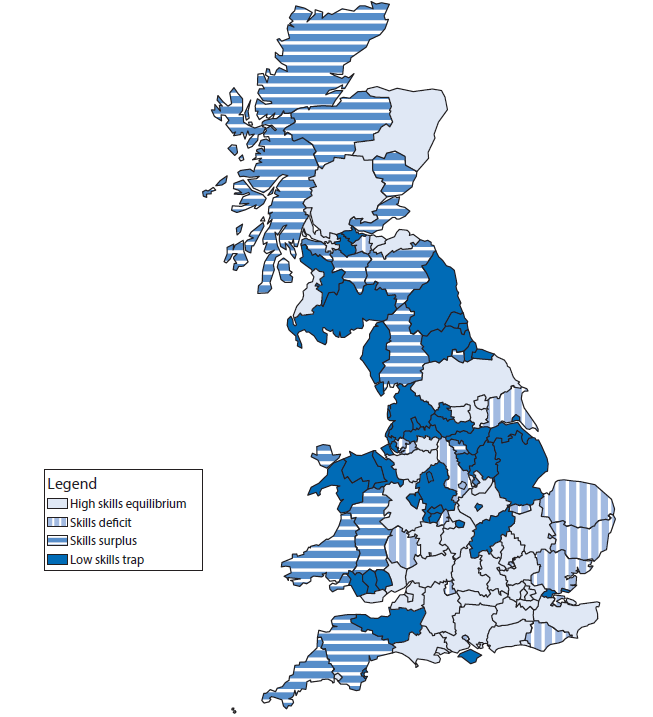 Legend
High skills equilibrium
Skills deficit
Skills surplus
Low skills trap